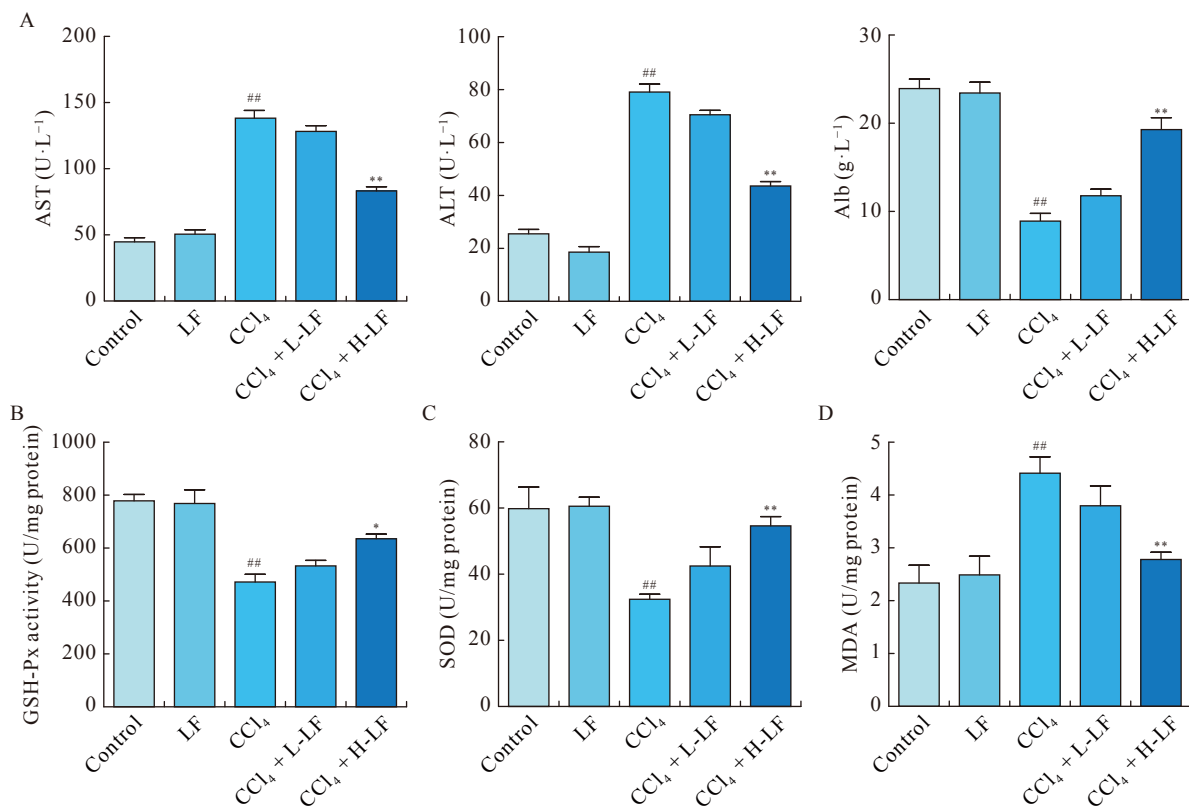 A
AST (U·L⁻¹)
200
150
100
50
0
##
**
Control
LF
CCl₄
CCl₄ + L-LF
CCl₄ + H-LF
ALT (U·L⁻¹)
100
80
60
40
20
0
##
**
Control
LF
CCl₄
CCl₄ + L-LF
CCl₄ + H-LF
Alb (g·L⁻¹)
30
20
10
0
##
**
Control
LF
CCl₄
CCl₄ + L-LF
CCl₄ + H-LF
B
GSH-Px activity (U/mg protein)
1000
800
600
400
200
0
##
*
Control
LF
CCl₄
CCl₄ + L-LF
CCl₄ + H-LF
C
SOD (U/mg protein)
80
60
40
20
0
##
**
Control
LF
CCl₄
CCl₄ + L-LF
CCl₄ + H-LF
D
MDA (U/mg protein)
5
4
3
2
1
0
##
**
Control
LF
CCl₄
CCl₄ + L-LF
CCl₄ + H-LF